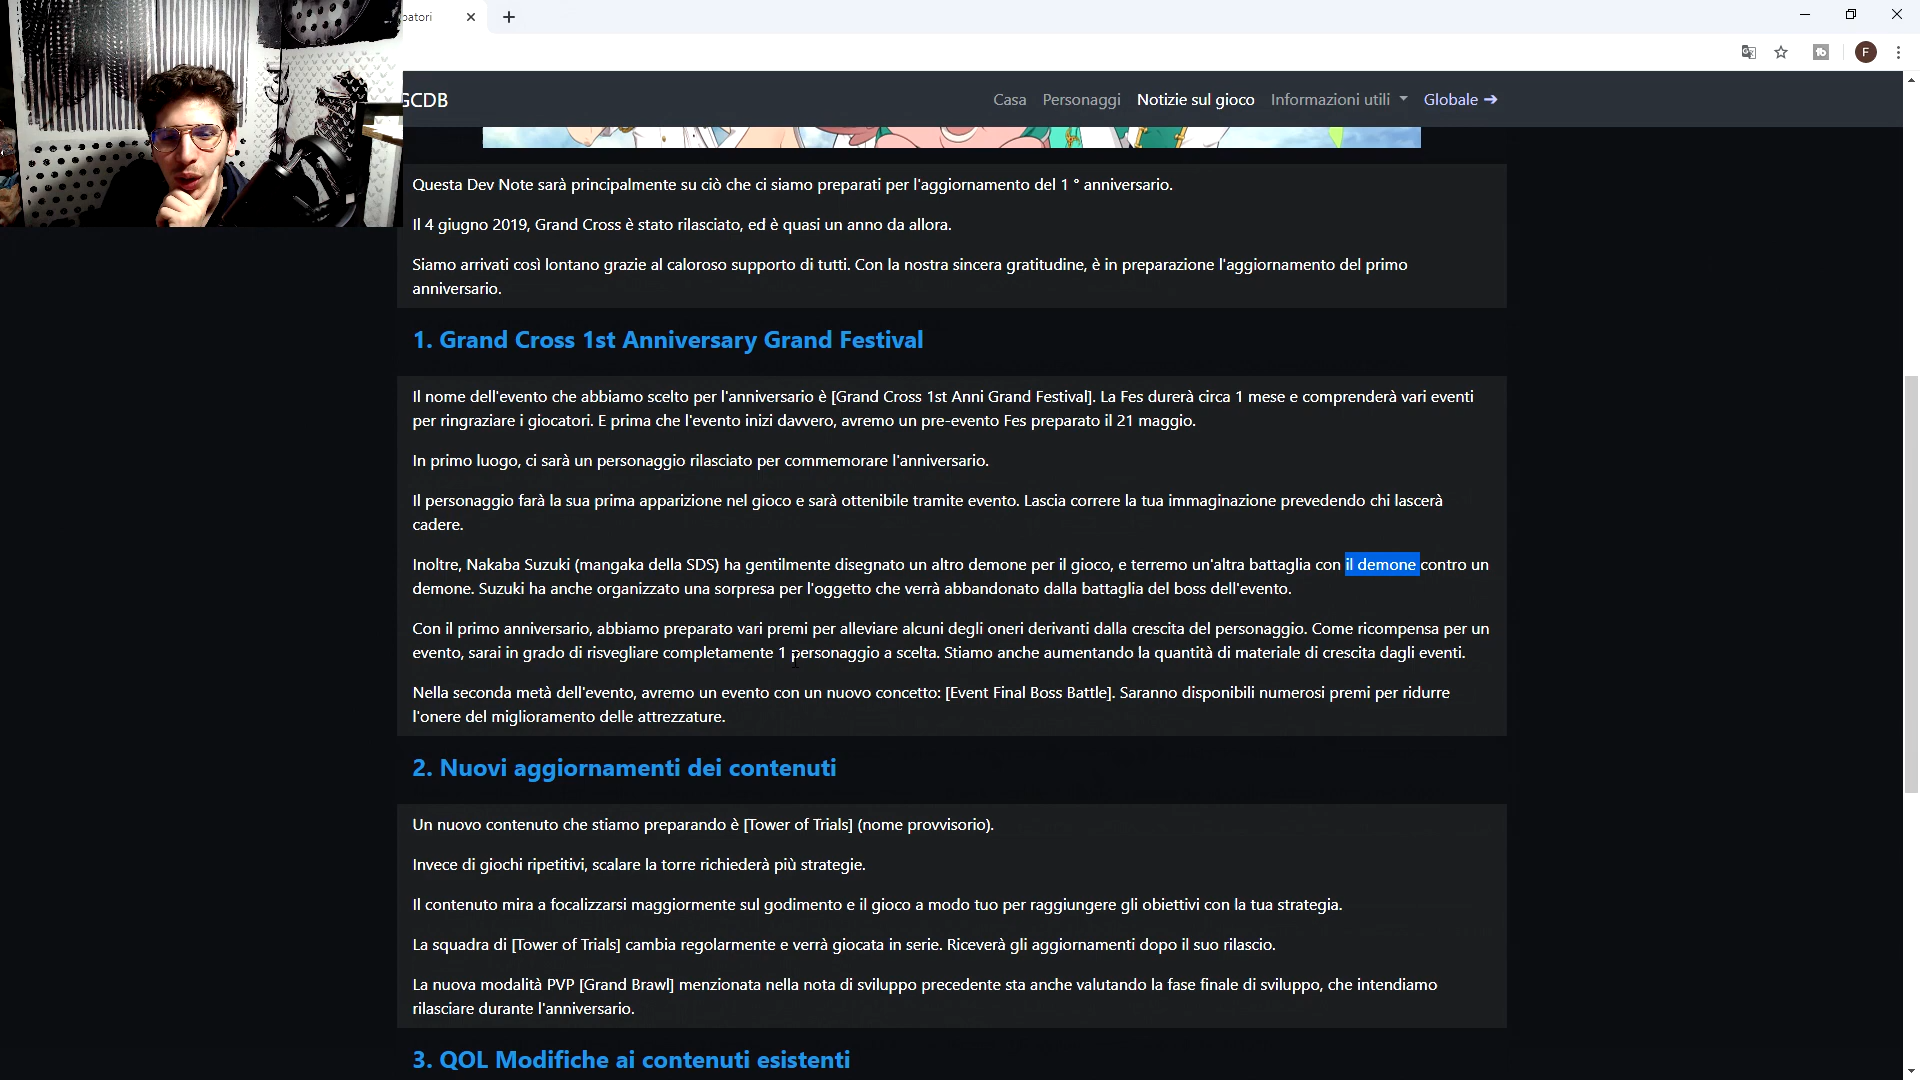 patori
GCDB
Casa Personaggi Notizie sul gioco Informazioni utili Globale →
F
Questa Dev Note sarà principalmente su ciò che ci siamo preparati per l'aggiornamento del 1 ° anniversario.
Il 4 giugno 2019, Grand Cross è stato rilasciato, ed è quasi un anno da allora.
Siamo arrivati così lontano grazie al caloroso supporto di tutti. Con la nostra sincera gratitudine, è in preparazione l'aggiornamento del primo
anniversario.
1. Grand Cross 1st Anniversary Grand Festival
Il nome dell'evento che abbiamo scelto per l'anniversario è [Grand Cross 1st Anni Grand Festival]. La Fes durerà circa 1 mese e comprenderà vari eventi
per ringraziare i giocatori. E prima che l'evento inizi davvero, avremo un pre-evento Fes preparato il 21 maggio.
In primo luogo, ci sarà un personaggio rilasciato per commemorare l'anniversario.
Il personaggio farà la sua prima apparizione nel gioco e sarà ottenibile tramite evento. Lascia correre la tua immaginazione prevedendo chi lascerà
cadere.
Inoltre, Nakaba Suzuki (mangaka della SDS) ha gentilmente disegnato un altro demone per il gioco, e terremo un'altra battaglia con il demone contro un
demone. Suzuki ha anche organizzato una sorpresa per l'oggetto che verrà abbandonato dalla battaglia del boss dell'evento.
Con il primo anniversario, abbiamo preparato vari premi per alleviare alcuni degli oneri derivanti dalla crescita del personaggio. Come ricompensa per un
evento, sarai in grado di risvegliare completamente 1 personaggio a scelta. Stiamo anche aumentando la quantità di materiale di crescita dagli eventi.
Nella seconda metà dell'evento, avremo un evento con un nuovo concetto: [Event Final Boss Battle]. Saranno disponibili numerosi premi per ridurre
l'onere del miglioramento delle attrezzature.
2. Nuovi aggiornamenti dei contenuti
Un nuovo contenuto che stiamo preparando è [Tower of Trials] (nome provvisorio).
Invece di giochi ripetitivi, scalare la torre richiederà più strategie.
Il contenuto mira a focalizzarsi maggiormente sul godimento e il gioco a modo tuo per raggiungere gli obiettivi con la tua strategia.
La squadra di [Tower of Trials] cambia regolarmente e verrà giocata in serie. Riceverà gli aggiornamenti dopo il suo rilascio.
La nuova modalità PVP [Grand Brawl] menzionata nella nota di sviluppo precedente sta anche valutando la fase finale di sviluppo, che intendiamo
rilasciare durante l'anniversario.
3. QOL Modifiche ai contenuti esistenti